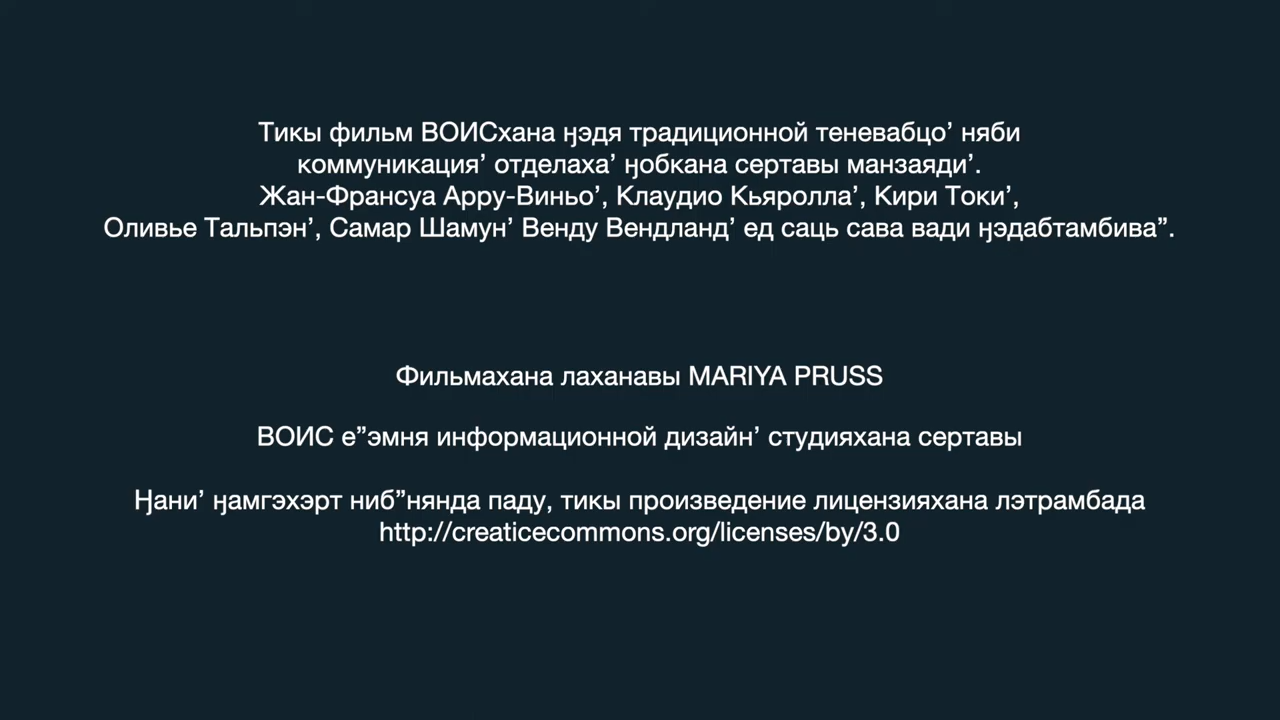 Тикы фильм ВОИСхана ӈэдя традиционной теневабцо’ няби
коммуникация’ отделаха’ ӈобкана сертавы манзаяди’.
Жан-Франсуа Арру-Виньо’, Клаудио Кьяролла’, Кири Токи’,
Оливье Тальпэн’, Самар Шамун’ Венду Вендланд’ ед саць сава вади ӈэдабтамбива”.
Фильмахана лаханавы MARIYA PRUSS
ВОИС е”эмня информационной дизайн’ студияхана сертавы
Ӈани’ ӈамгэхэрт ниб”нянда паду, тикы произведение лицензияхана лэтрамбада
http://creaticecommons.org/licenses/by/3.0